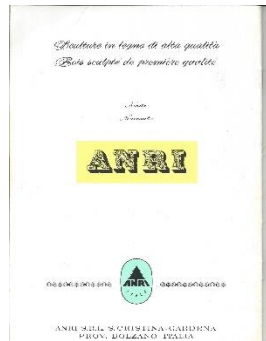 Sculture in legno di alta qualità
Bois sculpté de première qualité
ANRI
ANRI
ITALY
ANRI S.R.L. S. CRISTINA-GARDENA
PROV. BOLZANO ITALIA